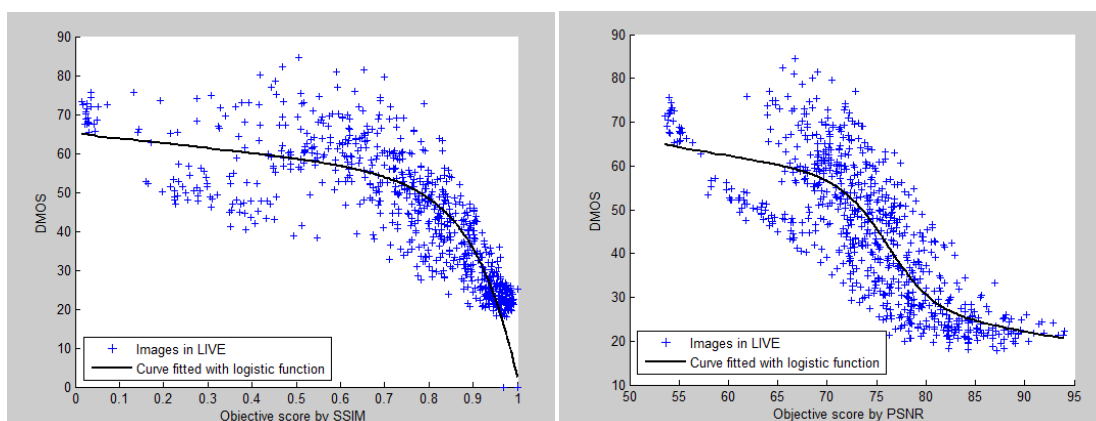 90
80
70
60
50
40
30
20
10
0
DMOS
Images in LIVE
Curve fitted with logistic function
0 0.1 0.2 0.3 0.4 0.5 0.6 0.7 0.8 0.9 1
Objective score by SSIM
90
80
70
60
50
40
30
20
10
DMOS
Images in LIVE
Curve fitted with logistic function
50 55 60 65 70 75 80 85 90 95
Objective score by PSNR